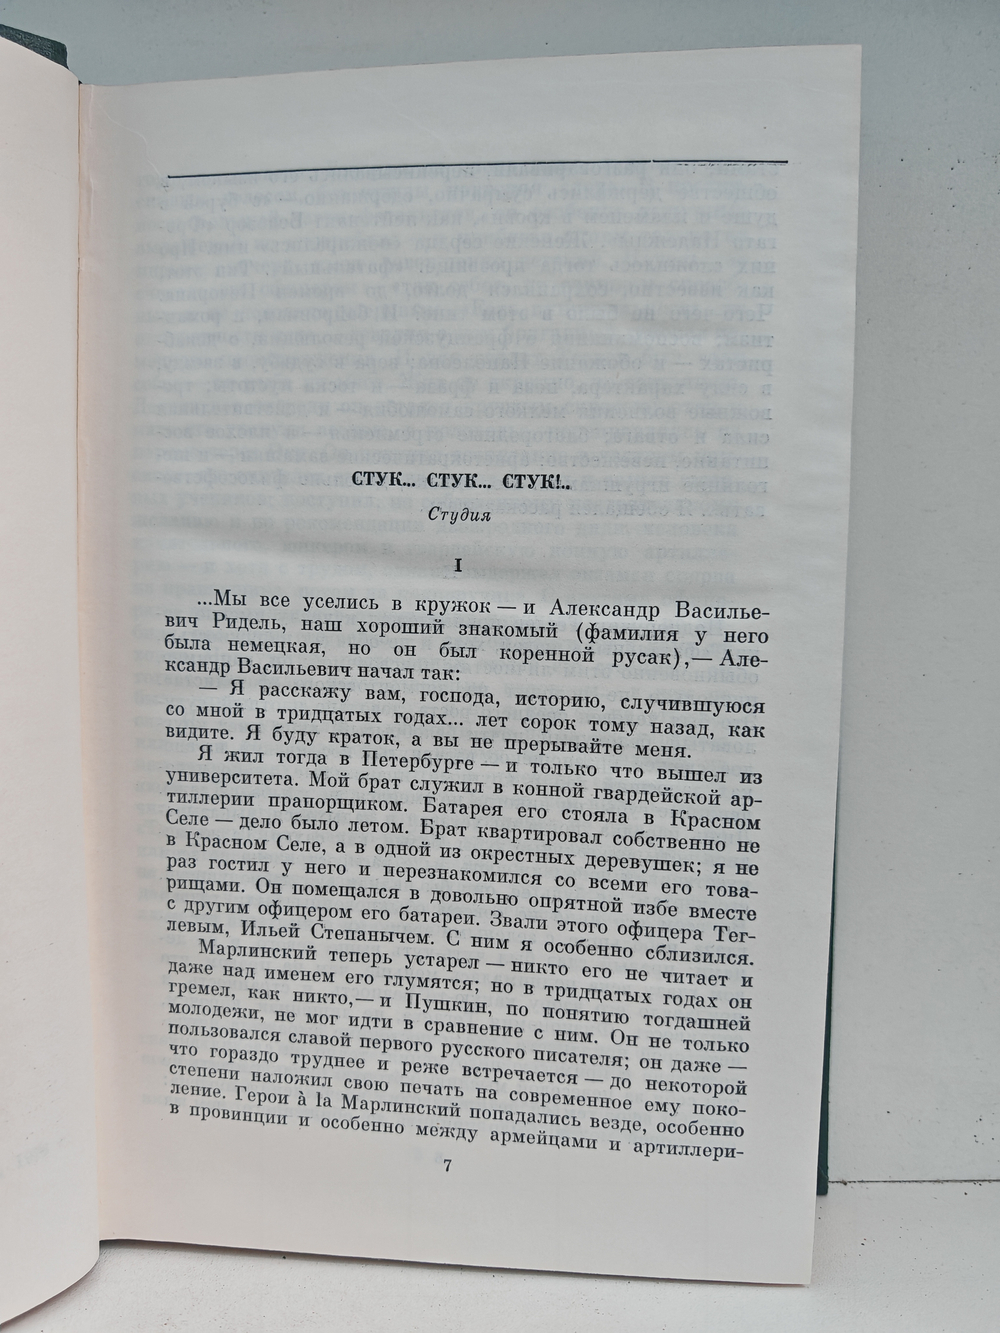 СТУК... СТУК... СТУК!..
Студия
I
...Мы все уселись в кружок — и Александр Василье-
вич Ридель, наш хороший знакомый (фамилия у него
была немецкая, но он был коренной русак),— Але-
ксандр Васильевич начал так:
— Я расскажу вам, господа, историю, случившуюся
со мной в тридцатых годах... лет сорок тому назад, как
видите. Я буду краток, а вы не прерывайте меня.
Я жил тогда в Петербурге — и только что вышел из
университета. Мой брат служил в конной гвардейской ар-
тиллерии прапорщиком. Батарея его стояла в Красном
Селе — дело было летом. Брат квартировал собственно не
в Красном Селе, а в одной из окрестных деревушек; я не
раз гостил у него и перезнакомился со всеми его това-
рищами. Он помещался в довольно опрятной избе вместе
с другим офицером его батареи. Звали этого офицера Тег-
левым, Ильей Степанычем. С ним я особенно сблизился.
Марлинский теперь устарел — никто его не читает и
даже над именем его глумятся; но в тридцатых годах он
гремел, как никто,— и Пушкин, по понятию тогдашней
молодежи, не мог идти в сравнение с ним. Он не только
пользовался славой первого русского писателя; он даже —
что гораздо труднее и реже встречается — до некоторой
степени наложил свою печать на современное ему поко-
ление. Герои à la Марлинский попадались везде, особенно
в провинции и особенно между армейцами и артиллери-
7